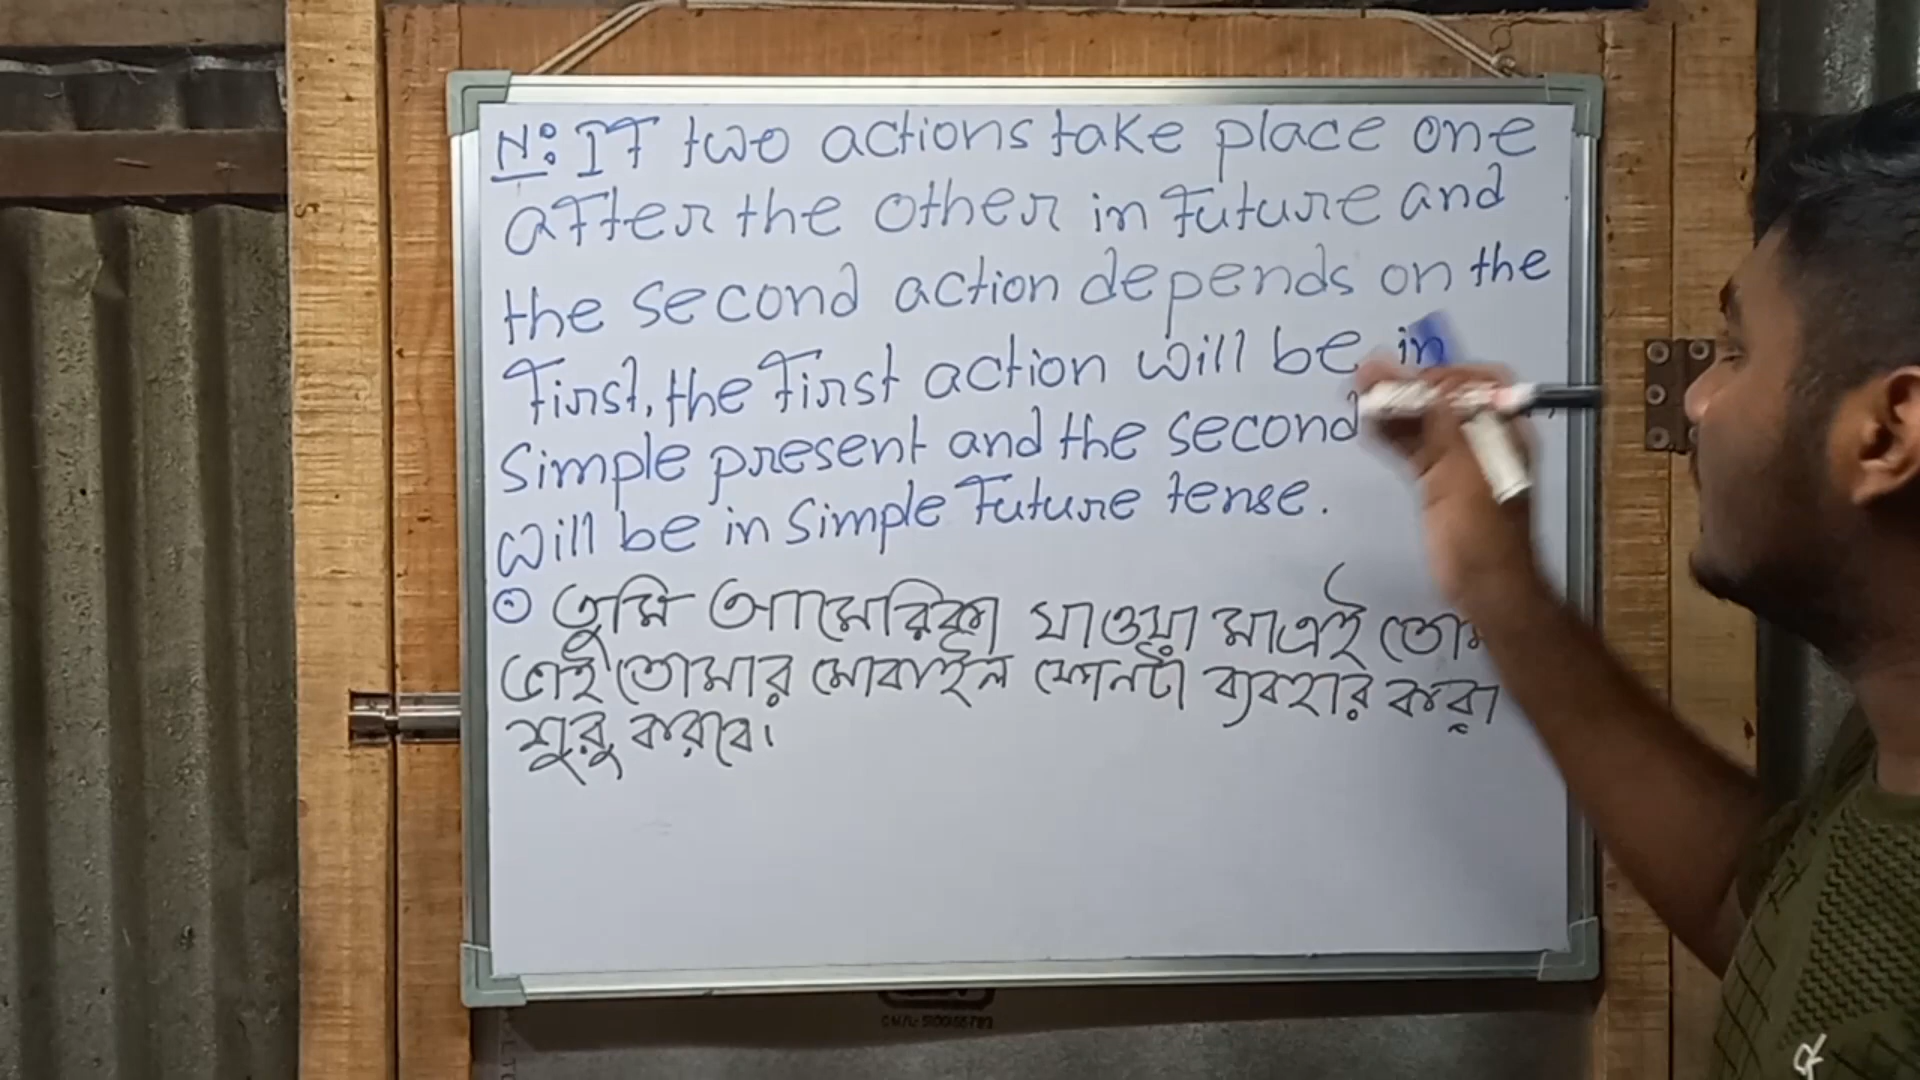 N: If two actions take place one
after the other in future and
the second action depends on the
first, the first action will be in
simple present and the second
will be in simple future tense.
তুমি আমেরিকা যাওয়া মাত্রই
ভাই তোমার মোবাইল ফোনটা ব্যবহার করা
শুরু করবে।